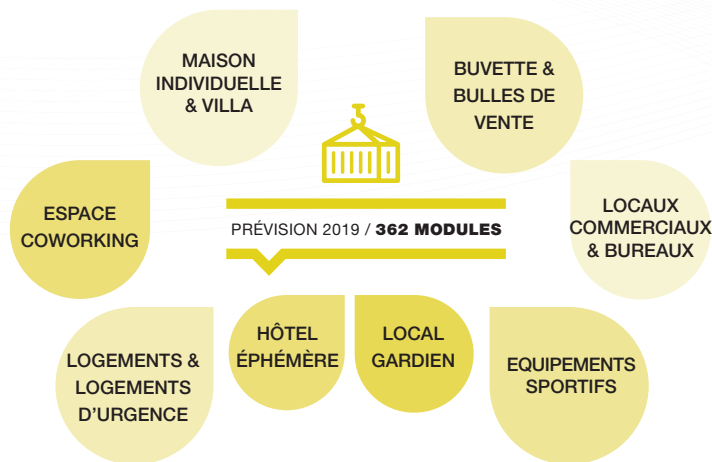 MAISON
INDIVIDUELLE
& VILLA
BUVETTE &
BULLES DE
VENTE
ESPACE
COWORKING
PRÉVISION 2019 / 362 MODULES
LOCAUX
COMMERCIAUX
& BUREAUX
LOGEMENTS &
LOGEMENTS
D'URGENCE
HÔTEL
ÉPHÉMÈRE
LOCAL
GARDIEN
EQUIPEMENTS
SPORTIFS